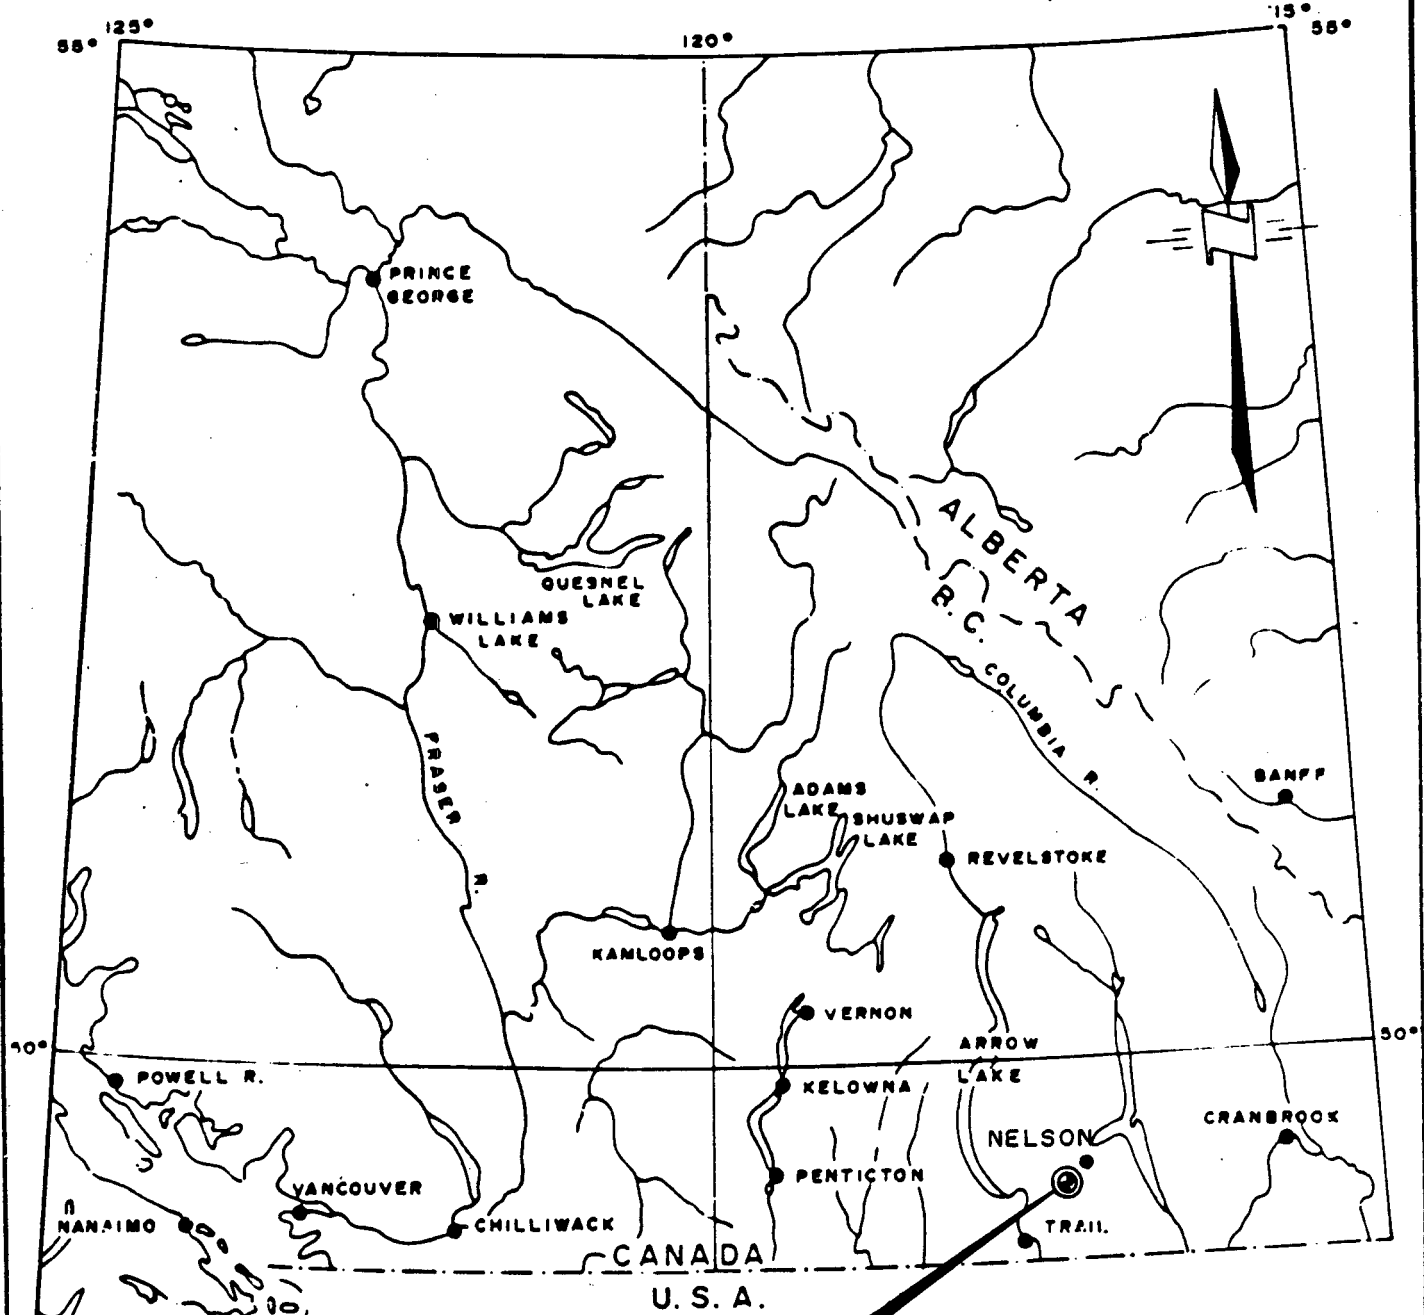 125°
120°
15°
55°
55°
PRINCE
GEORGE
ALBERTA
B.C.
QUESNEL
LAKE
WILLIAMS
LAKE
COLUMBIA R.
FRASER R.
BANFF
ADAMS
LAKE
SHUSWAP
LAKE
REVELSTOKE
KAMLOOPS
VERNON
ARROW
LAKE
50°
50°
POWELL R.
KELOWNA
CRANBROOK
NELSON
PENTICTON
VANCOUVER
NANAIMO
CHILLIWACK
TRAIL
CANADA
U.S.A.